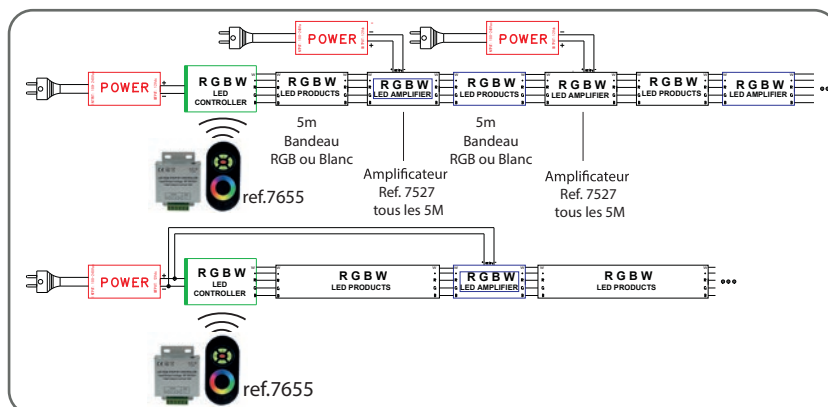 POWER
POWER
POWER
RGBW
LED
CONTROLLER
RGBW
LED PRODUCTS
RGBW
LED AMPLIFIER
RGBW
LED PRODUCTS
RGBW
LED AMPLIFIER
RGBW
LED PRODUCTS
RGBW
LED AMPLIFIER
5m
Bandeau
RGB ou Blanc
5m
Bandeau
RGB ou Blanc
ref.7655
Amplificateur
Ref. 7527
tous les 5M
Amplificateur
Ref. 7527
tous les 5M
POWER
RGBW
LED
CONTROLLER
RGBW
LED PRODUCTS
RGBW
LED AMPLIFIER
RGBW
LED PRODUCTS
ref.7655